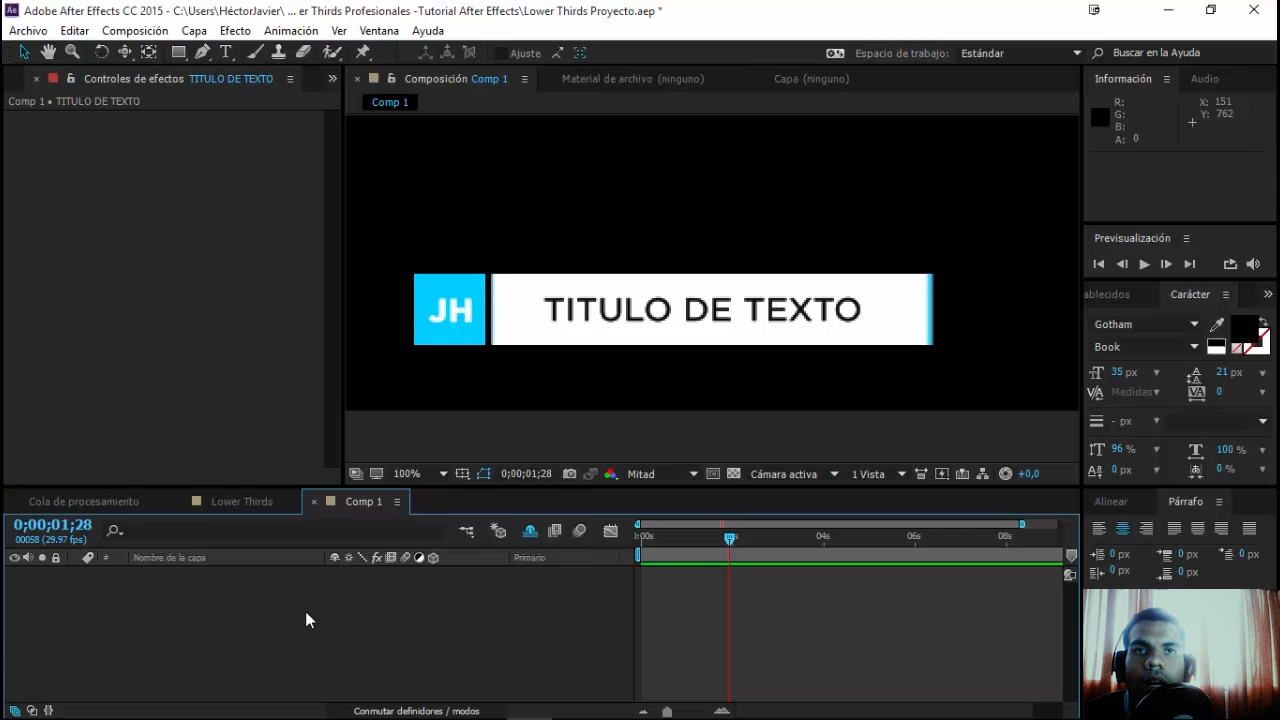 Adobe After Effects CC 2015 - C:\Users\HéctorJavier\ ... er Thirds Profesionales -Tutorial After Effects\Lower Thirds Proyecto.aep *
Archivo Editar Composición Capa Efecto Animación Ver Ventana Ayuda
Ajuste Espacio de trabajo: Estándar Buscar en la Ayuda
Controles de efectos TITULO DE TEXTO
Composición Comp 1 Material de archivo (ninguno) Capa (ninguno)
Información Audio
Comp 1 • TITULO DE TEXTO
Comp 1
R: X: 151
G: Y: 762
B:
A: 0
Previsualización
JH TITULO DE TEXTO
ablecidos Carácter
Gotham
Book
35 px 21 px
Medidas 0
- px
96 % 100 %
0 px 0 %
100% 0;00;01;28 Mitad Cámara activa 1 Vista +0,0
Cola de procesamiento Lower Thirds Comp 1
Alinear Párrafo
0;00;01;28
00058 (29.97 fps)
# Nombre de la capa Primario
:00s 04s 06s 08s
0 px 0 px 0 px
0 px 0 px
Conmutar definidores / modos